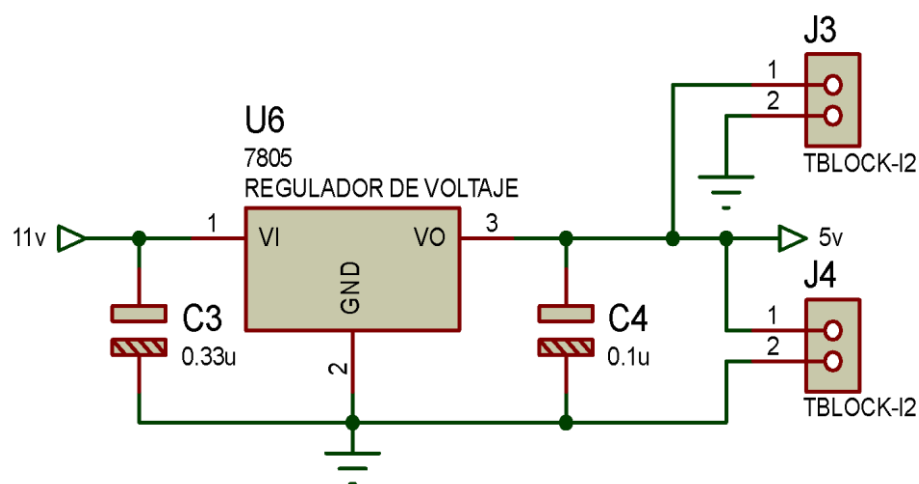 J3
1
2
TBLOCK-I2
U6
7805
REGULADOR DE VOLTAJE
11v
1
VI
VO
3
5v
GND
2
C3
0.33u
C4
0.1u
J4
1
2
TBLOCK-I2